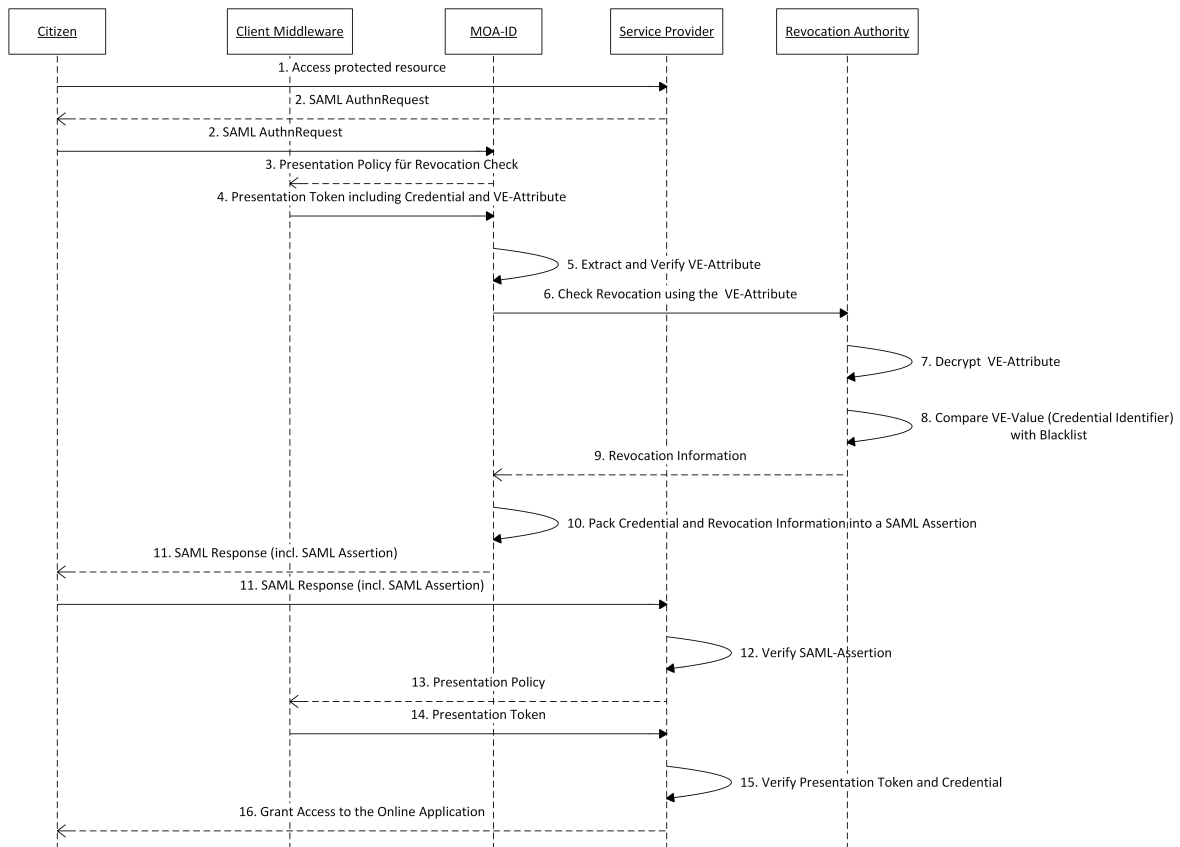 Citizen
Client Middleware
MOA-ID
Service Provider
Revocation Authority
1. Access protected resource
2. SAML AuthnRequest
2. SAML AuthnRequest
3. Presentation Policy für Revocation Check
4. Presentation Token including Credential and VE-Attribute
5. Extract and Verify VE-Attribute
6. Check Revocation using the VE-Attribute
7. Decrypt VE-Attribute
8. Compare VE-Value (Credential Identifier)
with Blacklist
9. Revocation Information
10. Pack Credential and Revocation Information into a SAML Assertion
11. SAML Response (incl. SAML Assertion)
11. SAML Response (incl. SAML Assertion)
12. Verify SAML-Assertion
13. Presentation Policy
14. Presentation Token
15. Verify Presentation Token and Credential
16. Grant Access to the Online Application